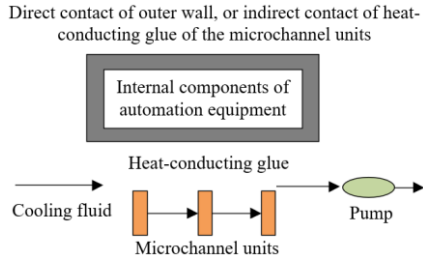 Direct contact of outer wall, or indirect contact of heat-
conducting glue of the microchannel units
Internal components of
automation equipment
Heat-conducting glue
Cooling fluid
Pump
Microchannel units